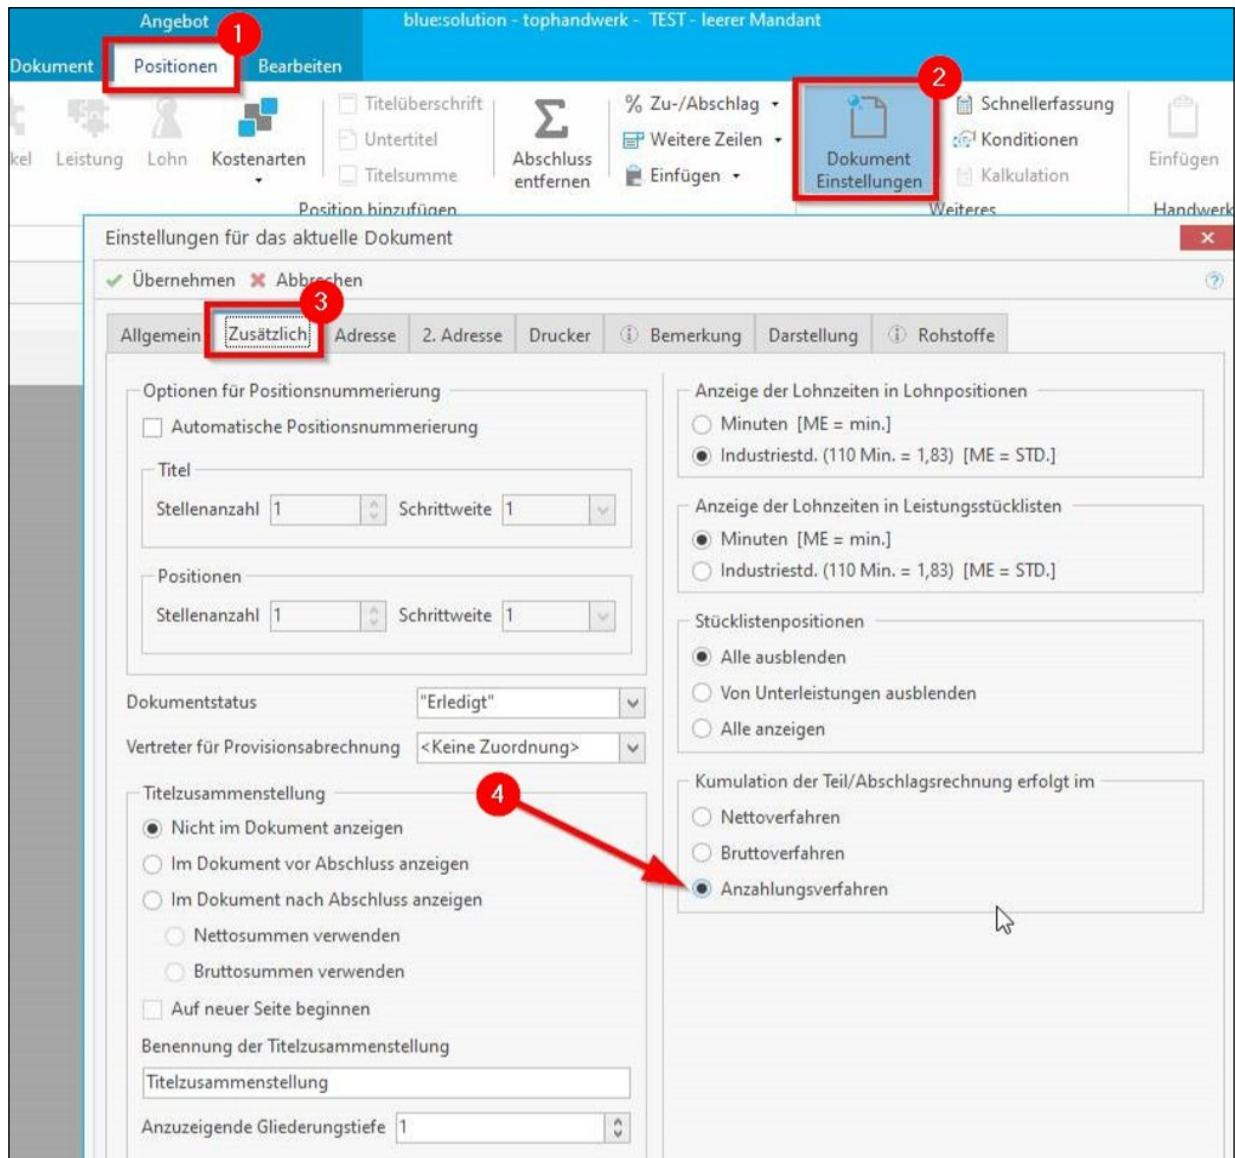 Angebot
blue:solution - tophandwerk - TEST - leerer Mandant
1
Dokument Positionen Bearbeiten
2
Titelüberschrift % Zu-/Abschlag Schnellerfassung
Untertitel Weitere Zeilen Konditionen
Leistung Lohn Kostenarten Abschluss entfernen Dokument Einstellungen Einfügen
Titelsumme Einfügen Kalkulation
Position hinzufügen Weiteres Handwerk
Einstellungen für das aktuelle Dokument
Übernehmen Abbrechen
3
Allgemein Zusätzlich Adresse 2. Adresse Drucker Bemerkung Darstellung Rohstoffe
Optionen für Positionsnummerierung
Automatische Positionsnummerierung
Titel
Stellenanzahl 1 Schrittweite 1
Positionen
Stellenanzahl 1 Schrittweite 1
Dokumentstatus "Erledigt"
Vertreter für Provisionsabrechnung <Keine Zuordnung>
Titelzusammenstellung
4
Nicht im Dokument anzeigen
Im Dokument vor Abschluss anzeigen
Im Dokument nach Abschluss anzeigen
Nettosummen verwenden
Bruttosummen verwenden
Auf neuer Seite beginnen
Benennung der Titelzusammenstellung
Titelzusammenstellung
Anzuzeigende Gliederungstiefe 1
Anzeige der Lohnzeiten in Lohnpositionen
Minuten [ME = min.]
Industriestd. (110 Min. = 1,83) [ME = STD.]
Anzeige der Lohnzeiten in Leistungsstücklisten
Minuten [ME = min.]
Industriestd. (110 Min. = 1,83) [ME = STD.]
Stücklistenpositionen
Alle ausblenden
Von Unterleistungen ausblenden
Alle anzeigen
Kumulation der Teil/Abschlagsrechnung erfolgt im
Nettoverfahren
Bruttoverfahren
Anzahlungsverfahren